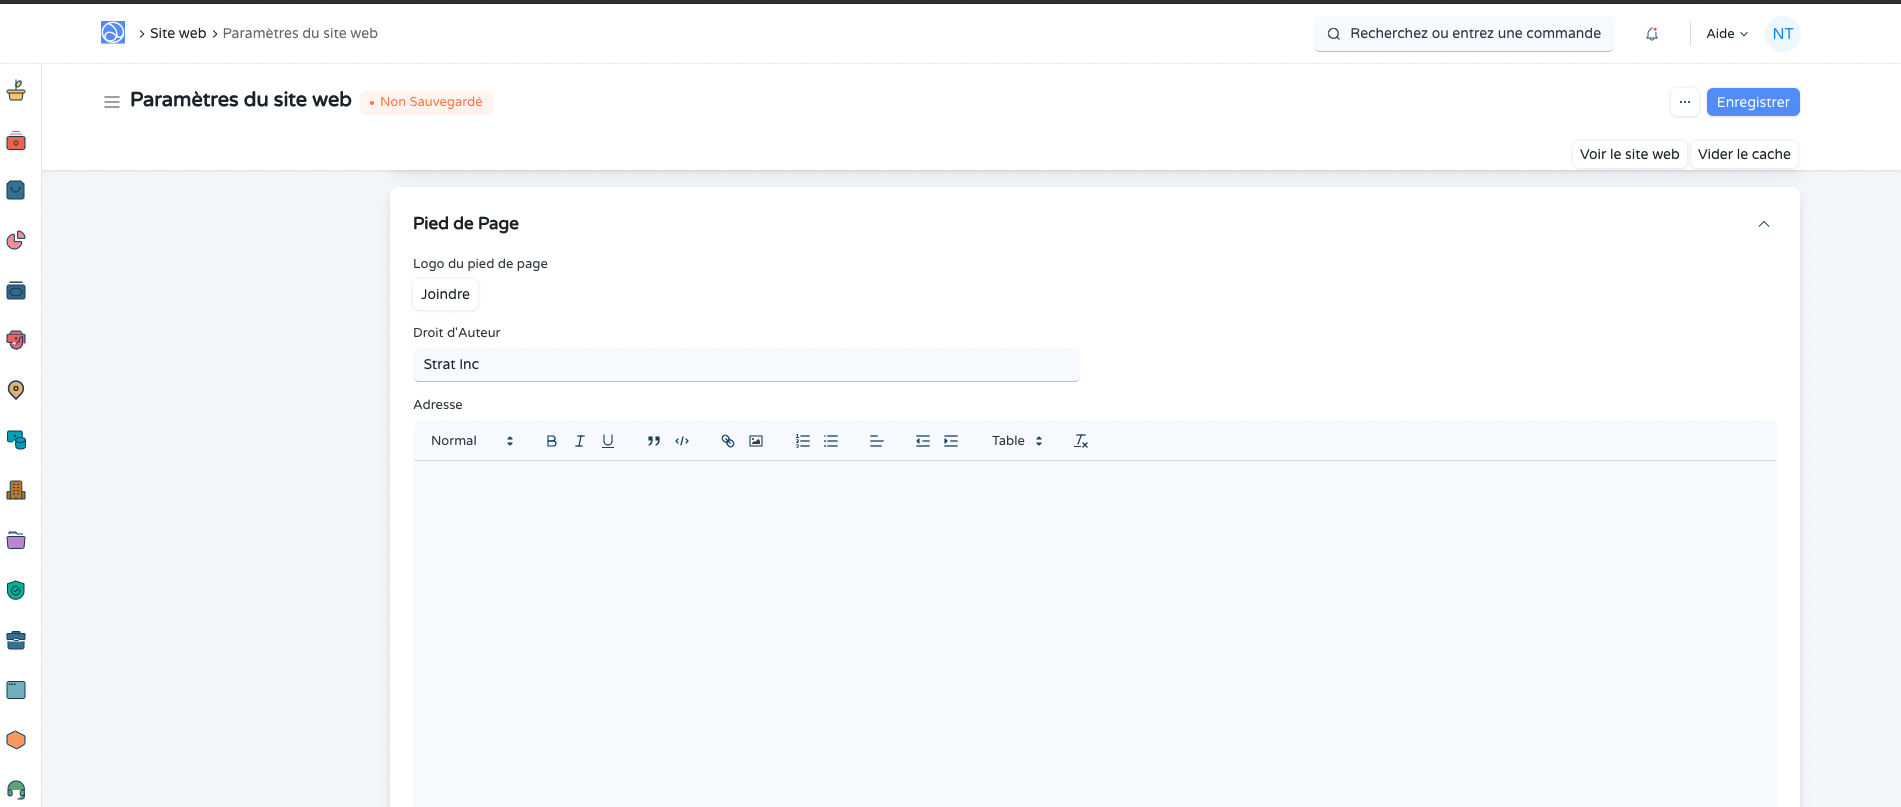 Site web
Paramètres du site web
Recherchez ou entrez une commande
Aide
NT
Paramètres du site web
Non Sauvegardé
...
Enregistrer
Voir le site web
Vider le cache
Pied de Page
Logo du pied de page
Joindre
Droit d'Auteur
Strat Inc
Adresse
Normal
Table